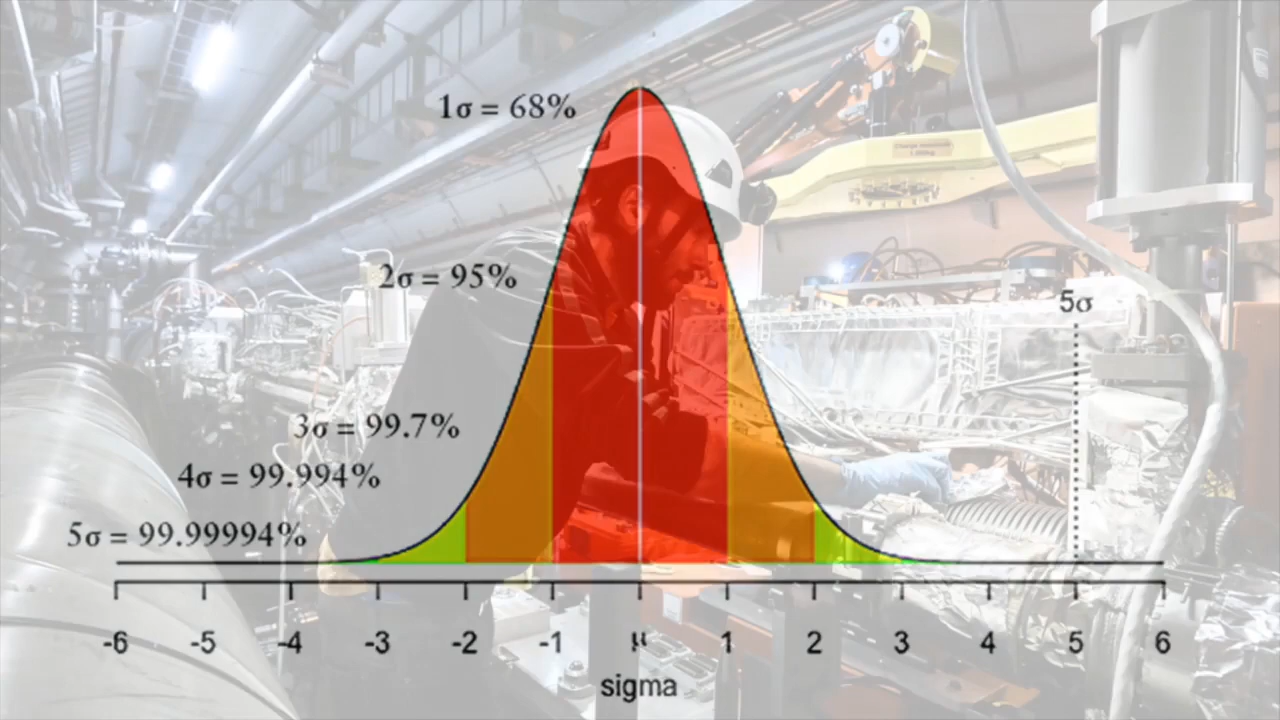 1σ = 68%
2σ = 95%
5σ
3σ = 99.7%
4σ = 99.994%
5σ = 99.99994%
-6 -5 -4 -3 -2 -1 μ 1 2 3 4 5 6
sigma